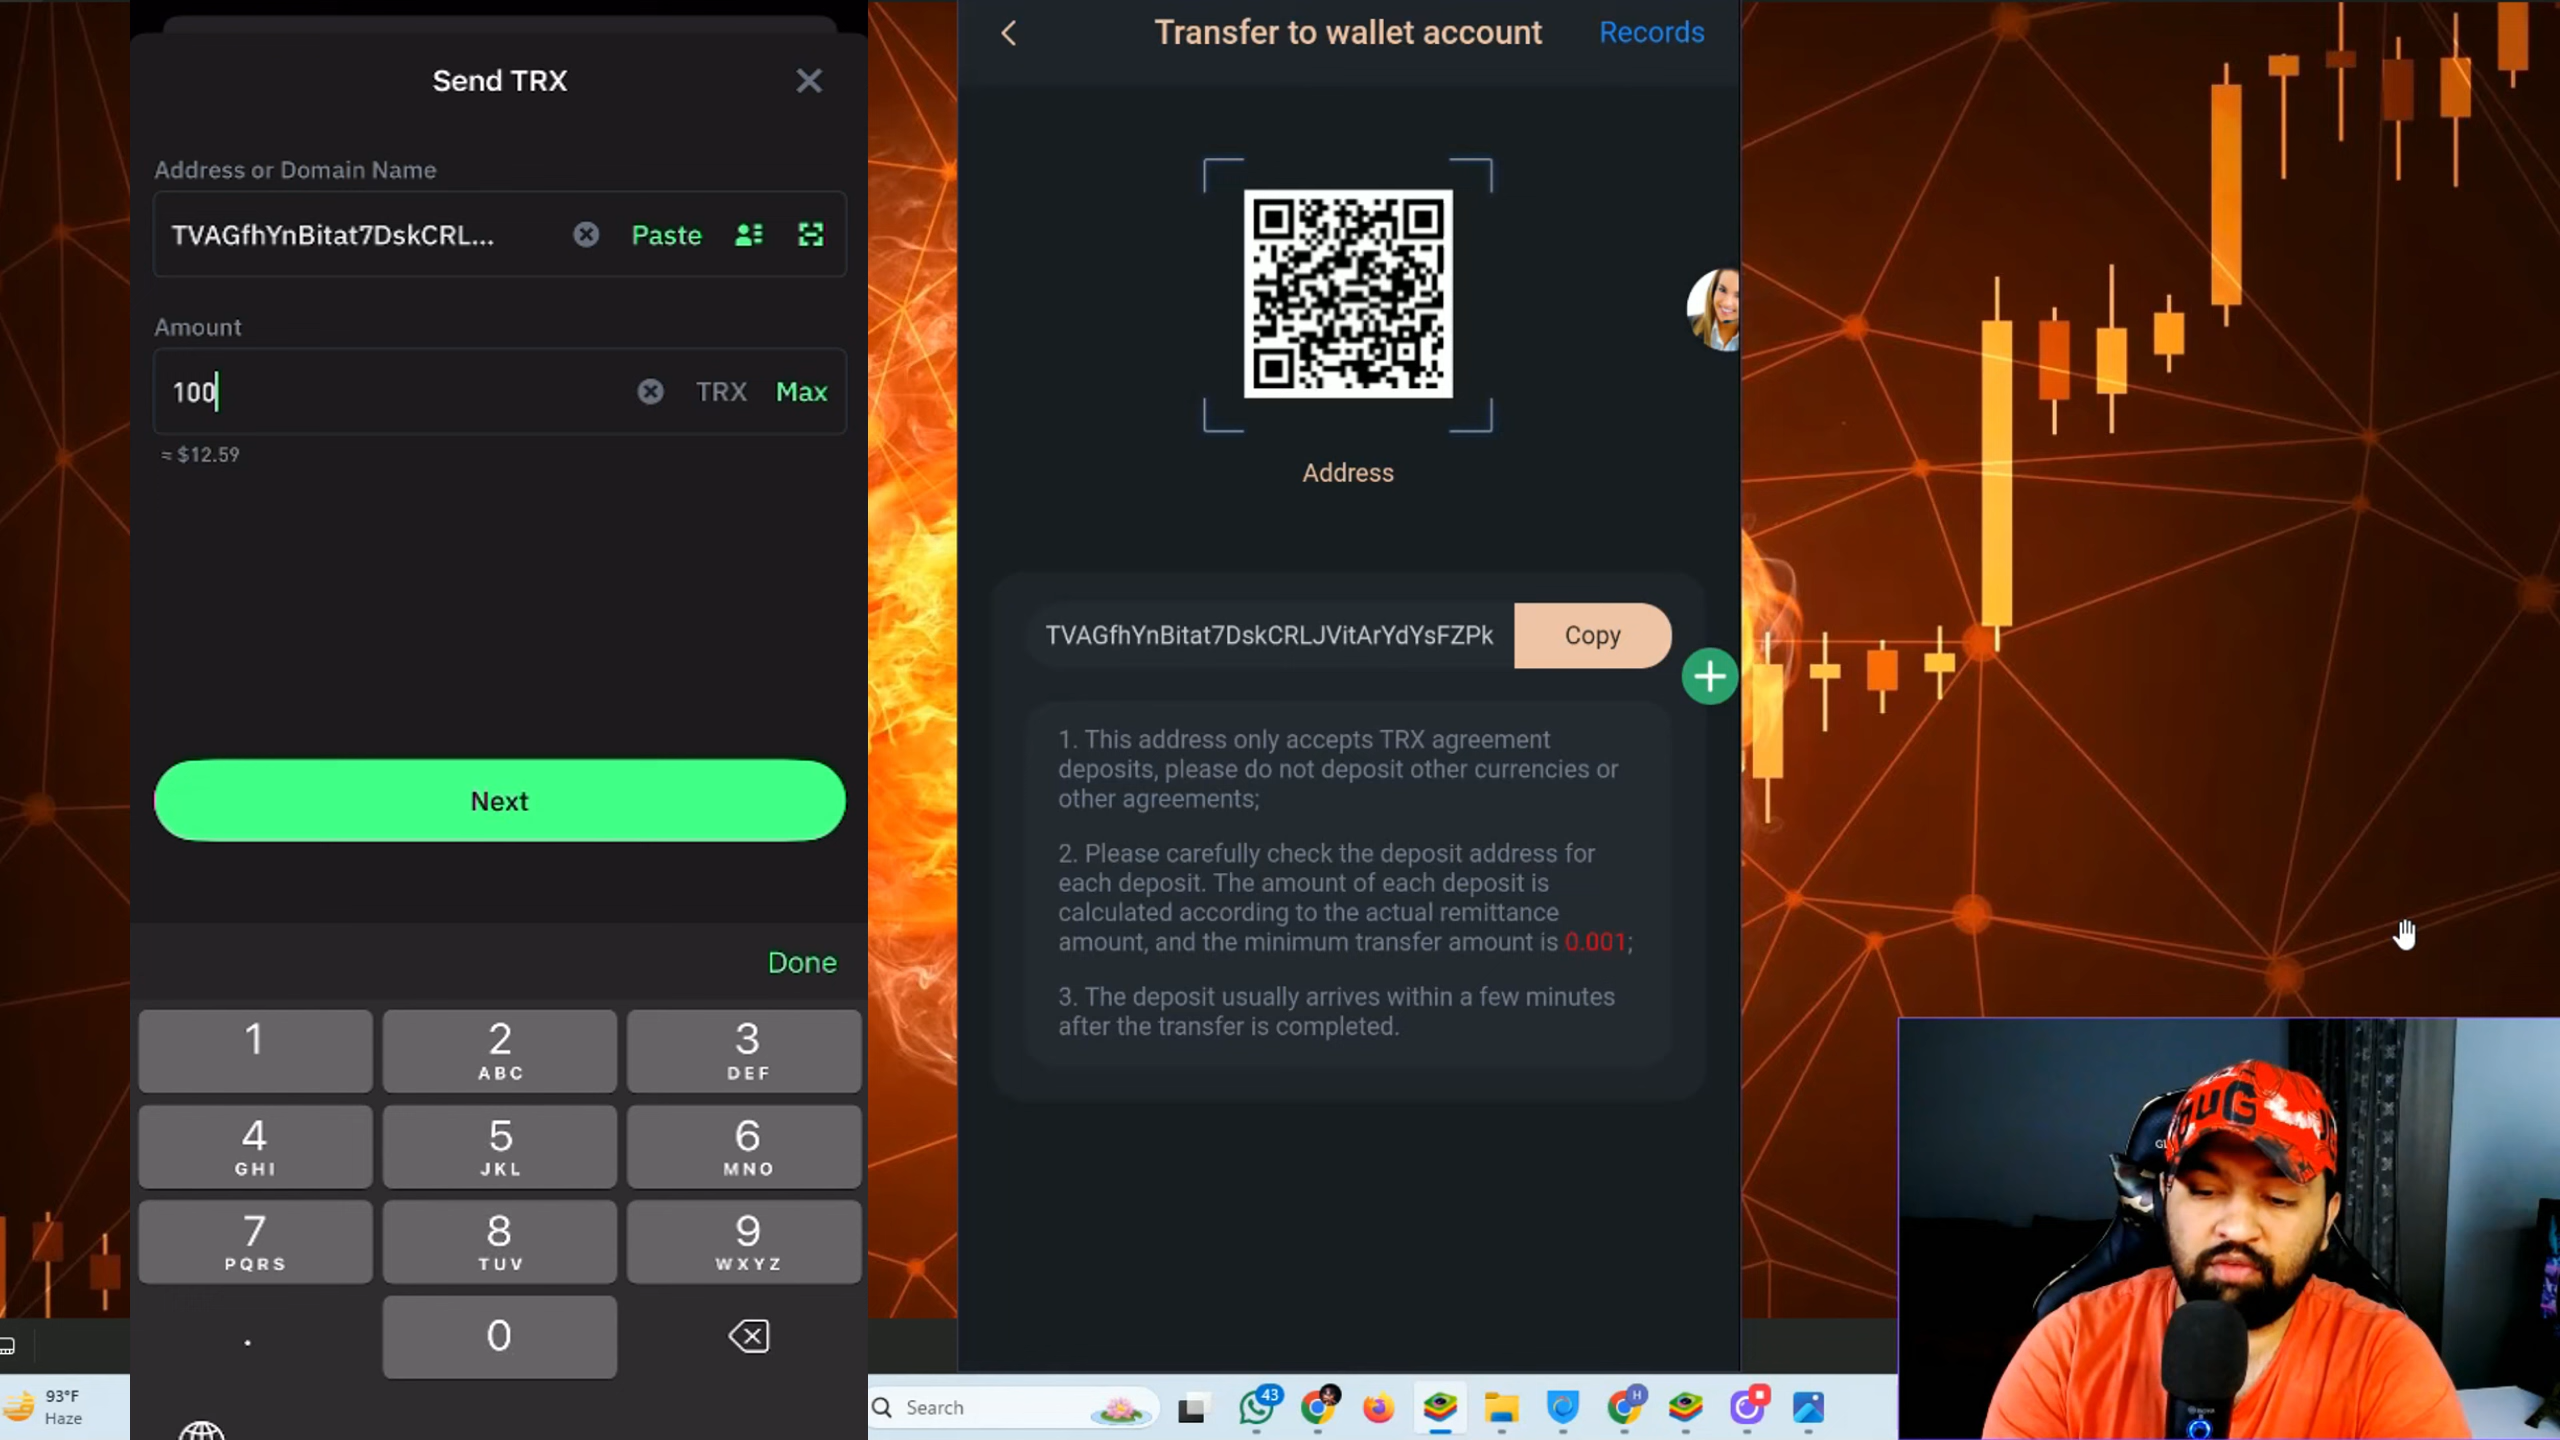 Send TRX
Address or Domain Name
TVAGfhYnBitat7DskCRL...
Paste
Amount
100
TRX
Max
≈ $12.59
Next
Done
1
2
ABC
3
DEF
4
GHI
5
JKL
6
MNO
7
PQRS
8
TUV
9
WXYZ
.
0
Transfer to wallet account
Records
Address
TVAGfhYnBitat7DskCRLJVitArYdYsFZPk
Copy
1. This address only accepts TRX agreement
deposits, please do not deposit other currencies or
other agreements;
2. Please carefully check the deposit address for
each deposit. The amount of each deposit is
calculated according to the actual remittance
amount, and the minimum transfer amount is 0.001;
3. The deposit usually arrives within a few minutes
after the transfer is completed.
93°F
Haze
Search
43
H